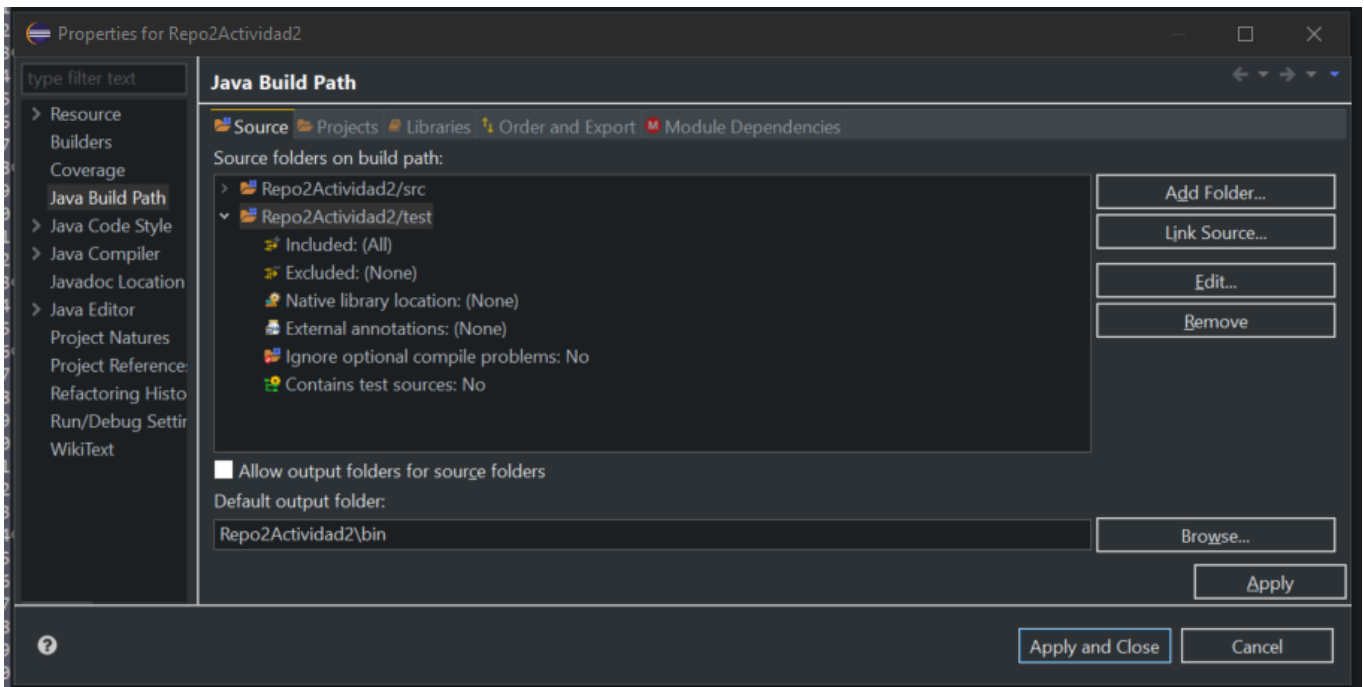 Properties for Repo2Actividad2
type filter text
Resource
Builders
Coverage
Java Build Path
Java Code Style
Java Compiler
Javadoc Location
Java Editor
Project Natures
Project Reference
Refactoring Histo
Run/Debug Settin
WikiText
Java Build Path
Source Projects Libraries Order and Export Module Dependencies
Source folders on build path:
Repo2Actividad2/src
Repo2Actividad2/test
Included: (All)
Excluded: (None)
Native library location: (None)
External annotations: (None)
Ignore optional compile problems: No
Contains test sources: No
Add Folder...
Link Source...
Edit...
Remove
Allow output folders for source folders
Default output folder:
Repo2Actividad2\bin
Browse...
Apply
Apply and Close
Cancel